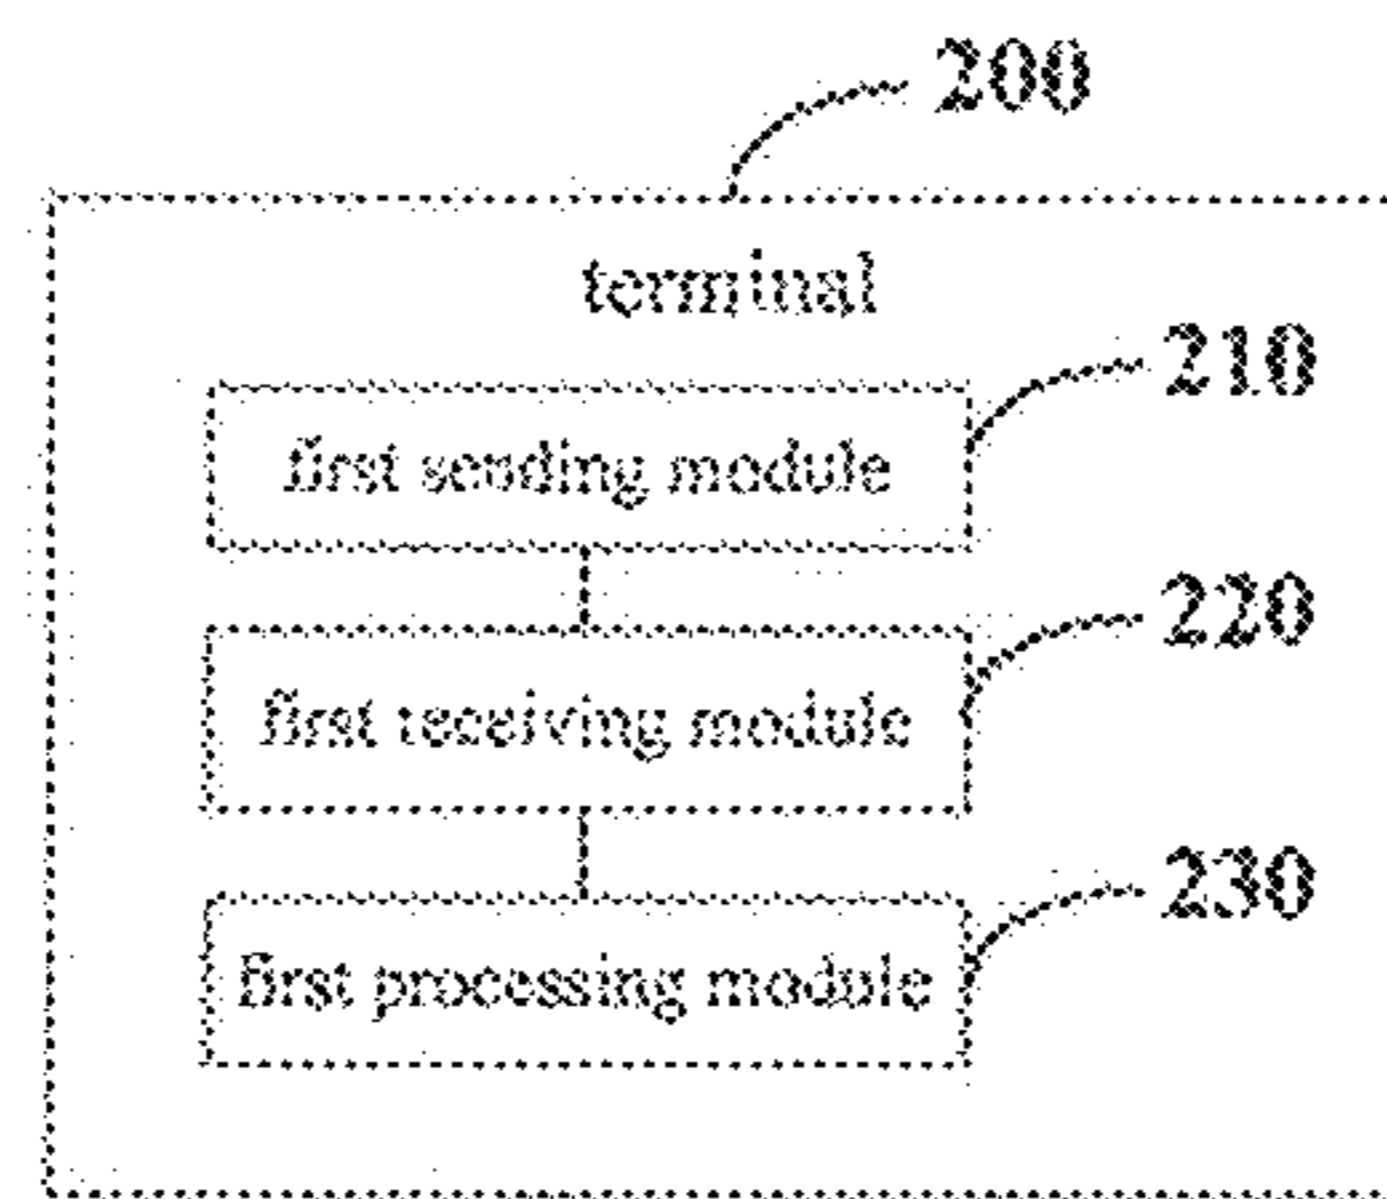 200
terminal
210
first sending module
220
first receiving module
230
first processing module